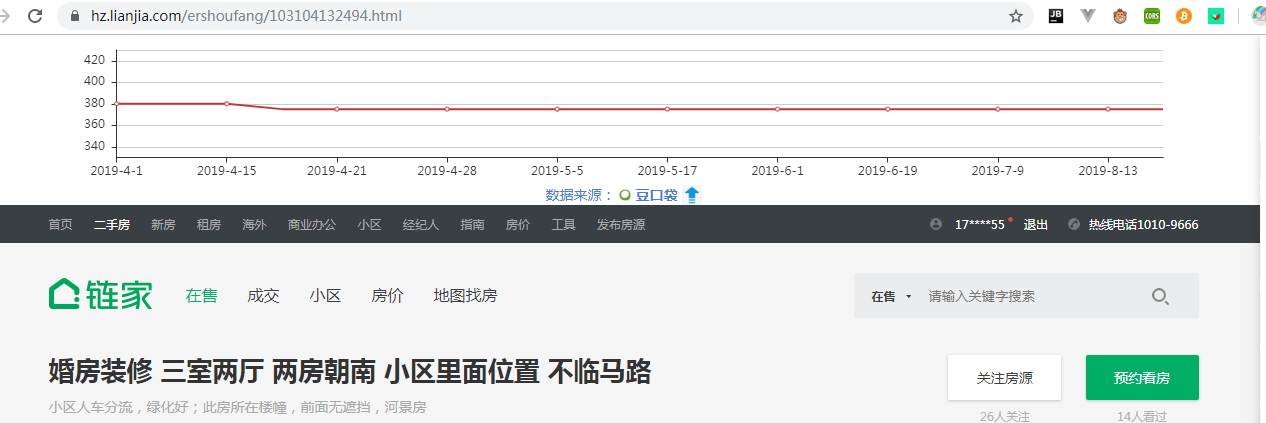 hz.lianjia.com/ershoufang/103104132494.html
JB CORS
420
400
380
360
340
2019-4-1 2019-4-15 2019-4-21 2019-4-28 2019-5-5 2019-5-17 2019-6-1 2019-6-19 2019-7-9 2019-8-13
数据来源： 豆口袋
首页 二手房 新房 租房 海外 商业办公 小区 经纪人 指南 房价 工具 发布房源 17****55 退出 热线电话1010-9666
链家 在售 成交 小区 房价 地图找房 在售 请输入关键字搜索
婚房装修 三室两厅 两房朝南 小区里面位置 不临马路
关注房源 预约看房
小区人车分流，绿化好；此房所在楼幢，前面无遮挡，河景房
26人关注 14人看过